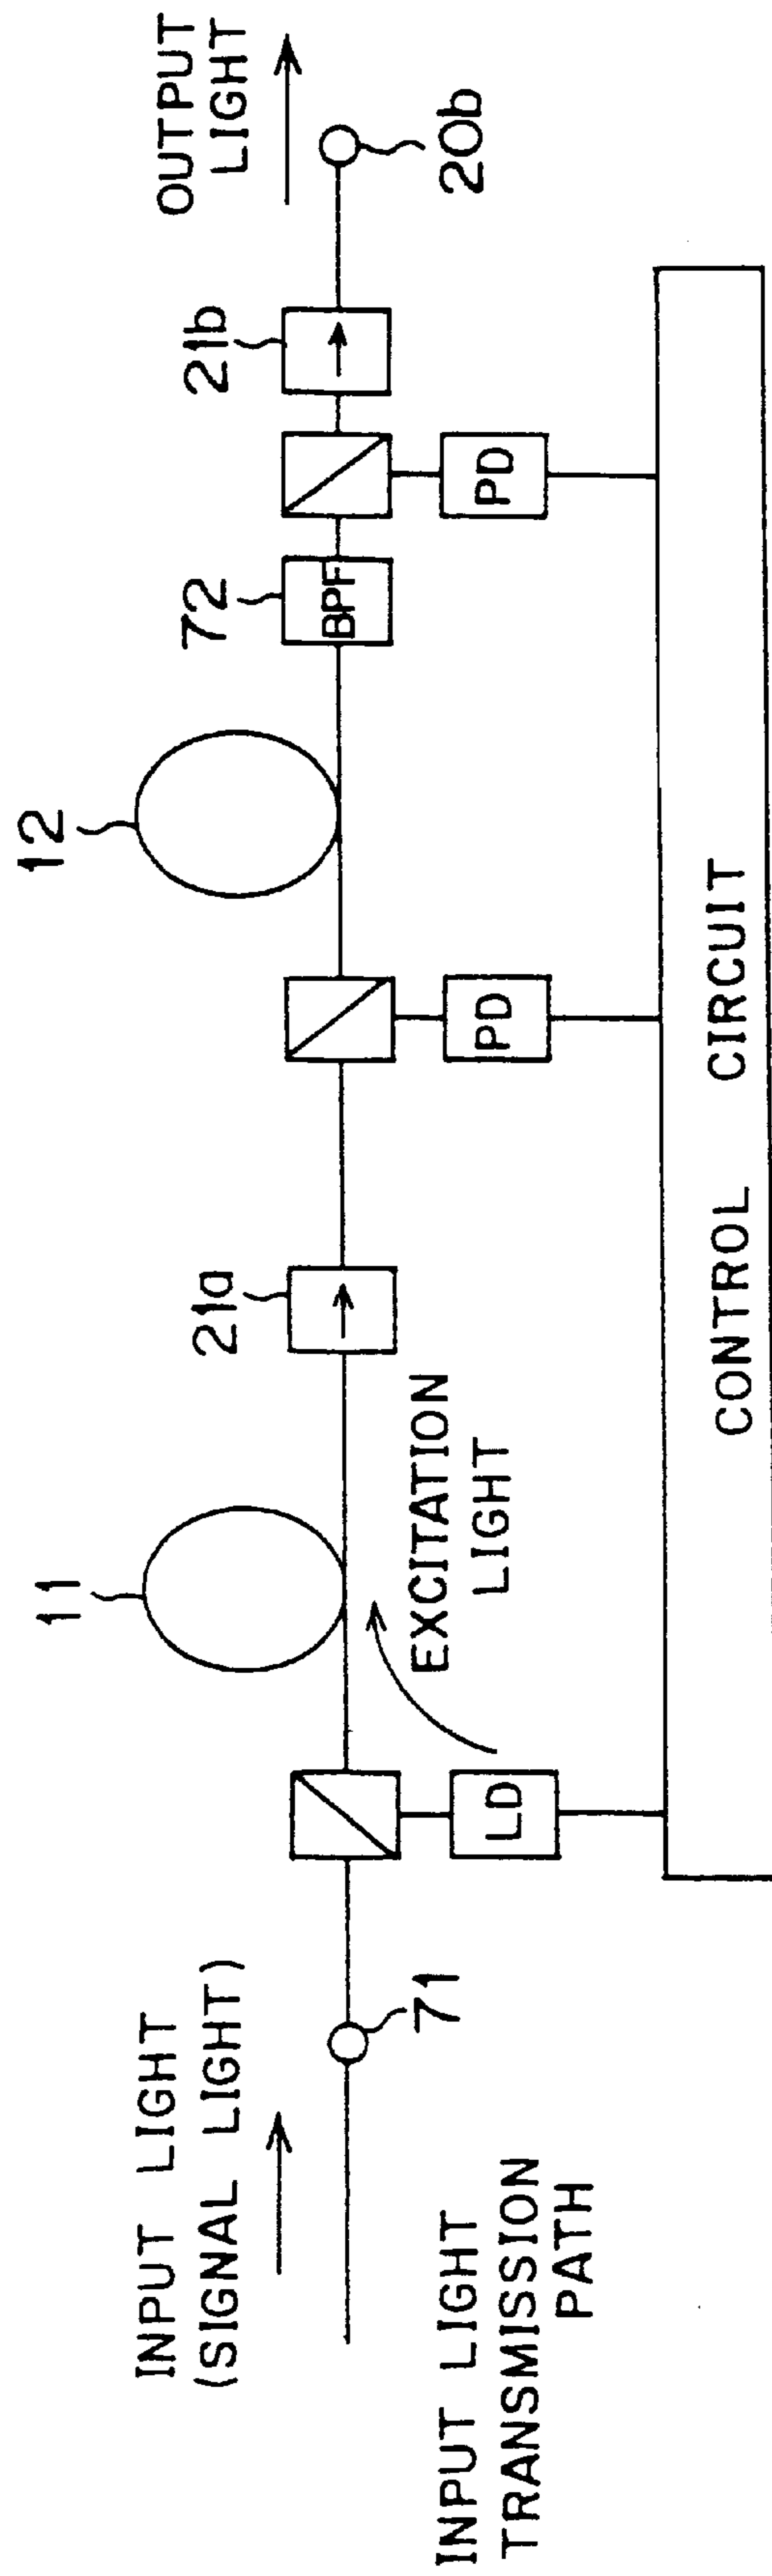 INPUT LIGHT
(SIGNAL LIGHT)
INPUT LIGHT
TRANSMISSION
PATH
71
LD
EXCITATION
LIGHT
11
21a
PD
12
72
BPF
PD
21b
20b
OUTPUT
LIGHT
CONTROL CIRCUIT